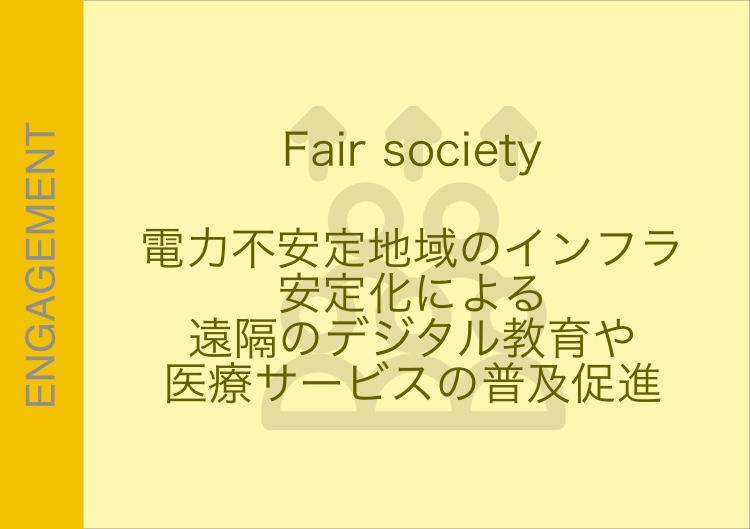 ENGAGEMENT
Fair society
電力不安定地域のインフラ
安定化による
遠隔のデジタル教育や
医療サービスの普及促進